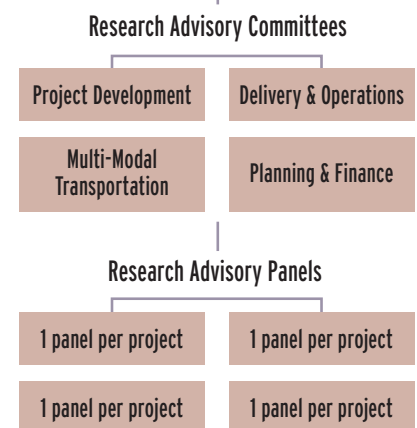 Research Advisory Committees
Project Development
Delivery & Operations
Multi-Modal
Transportation
Planning & Finance
Research Advisory Panels
1 panel per project
1 panel per project
1 panel per project
1 panel per project